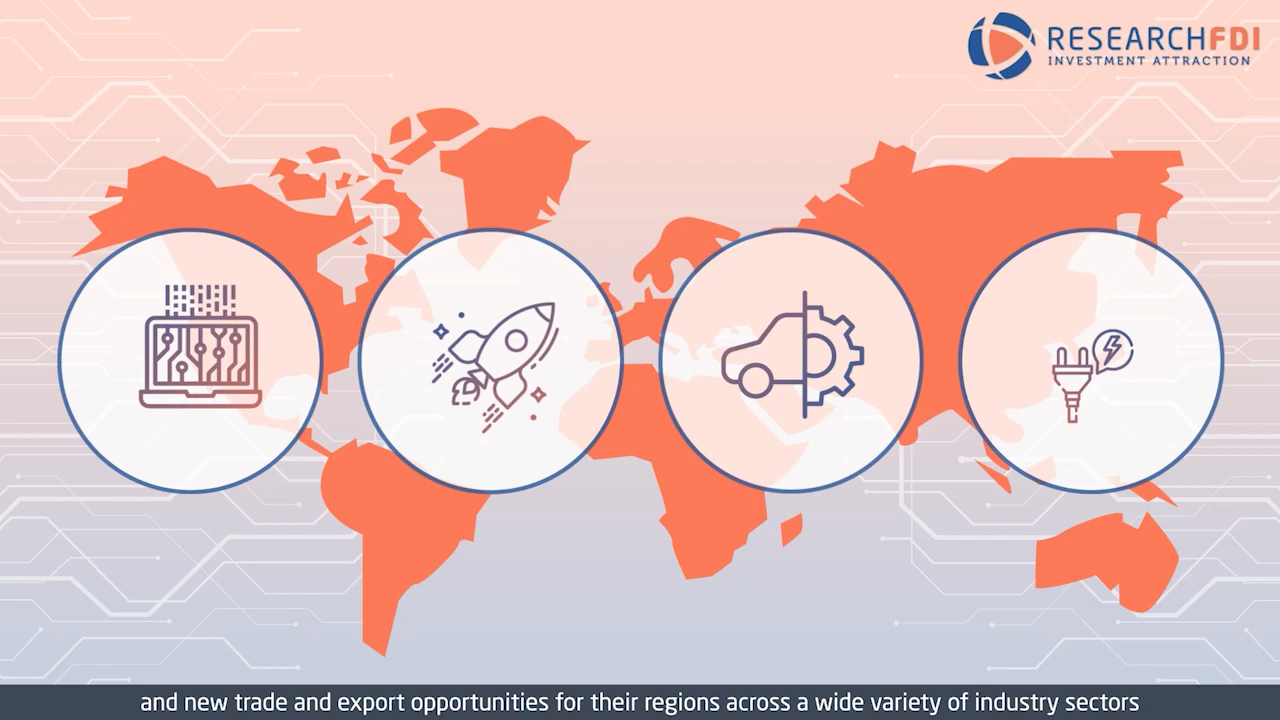 RESEARCHFDI
INVESTMENT ATTRACTION
and new trade and export opportunities for their regions across a wide variety of industry sectors